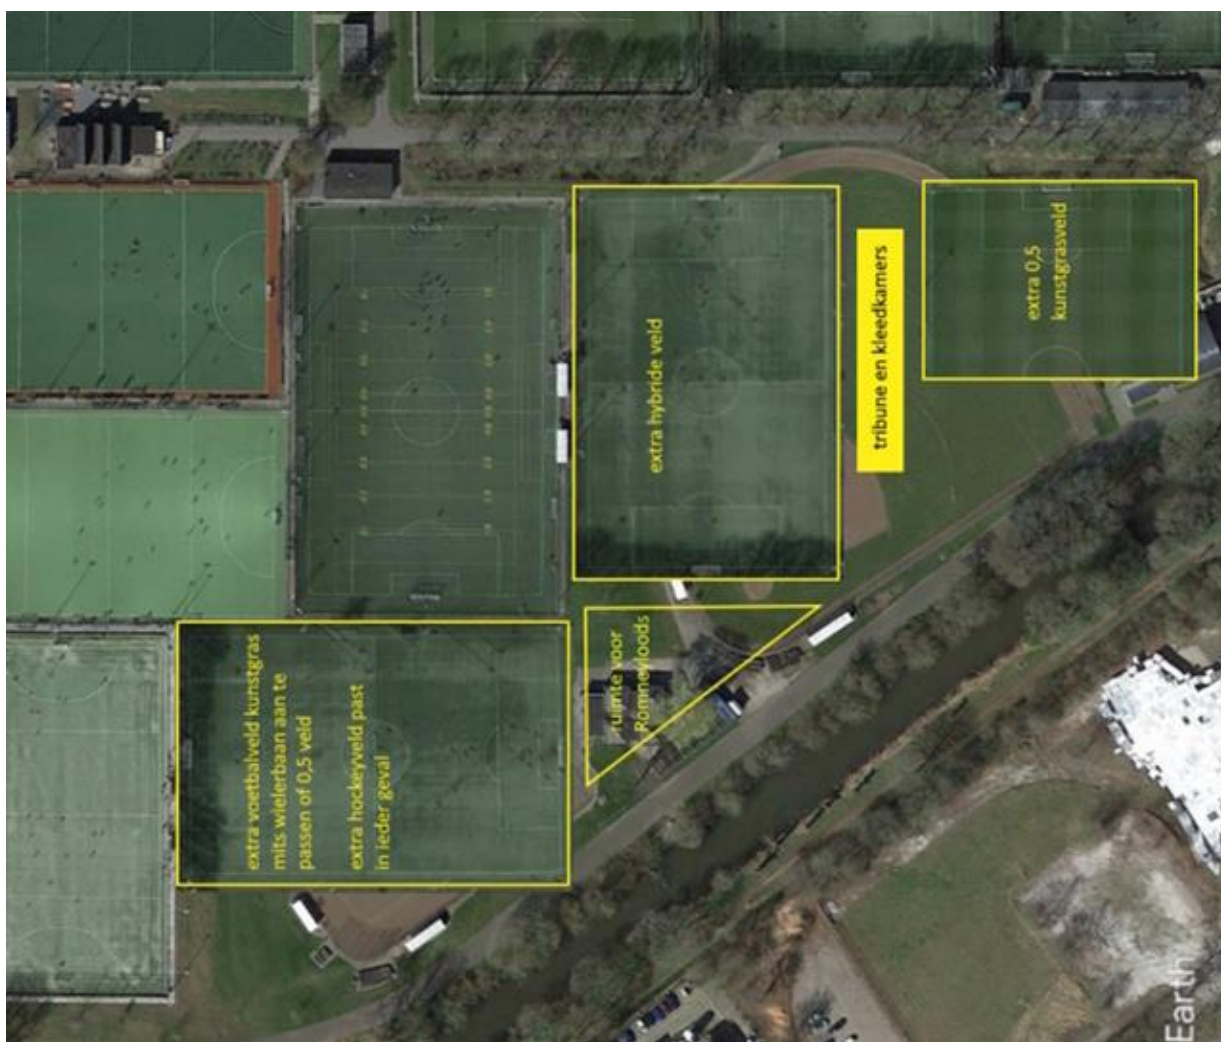 extra voetbalveld kunstgras
mits wielerbaan aan te
passen of 0,5 veld
extra hockeyveld past
in ieder geval
ruimte voor
Romneyloods
extra hybride veld
tribune en kleedkamers
extra 0,5
kunstgrasveld
Earth